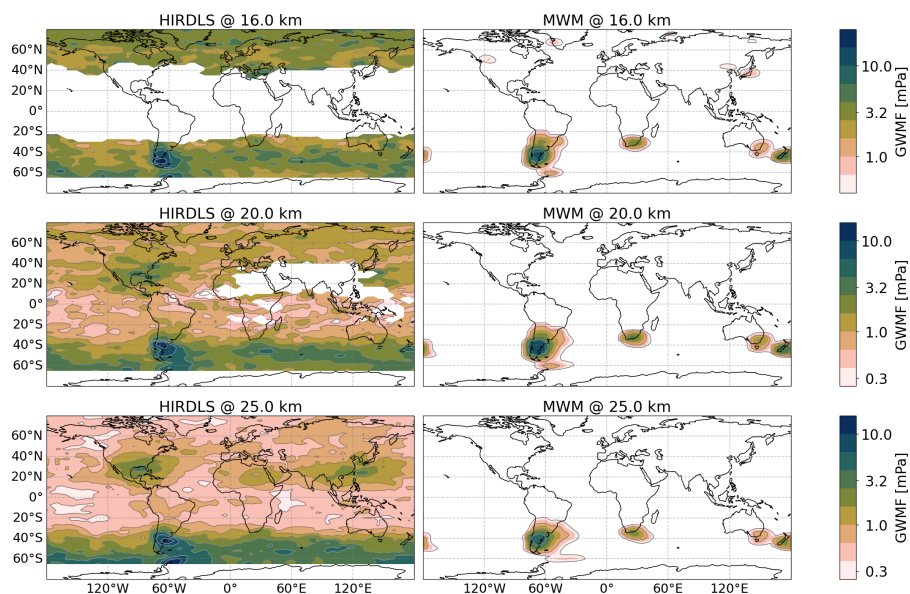 HIRDLS @ 16.0 km
MWM @ 16.0 km
60°N
40°N
20°N
0°
20°S
40°S
60°S
10.0
3.2
1.0
GWMF [mPa]
HIRDLS @ 20.0 km
MWM @ 20.0 km
60°N
40°N
20°N
0°
20°S
40°S
60°S
10.0
3.2
1.0
0.3
GWMF [mPa]
HIRDLS @ 25.0 km
MWM @ 25.0 km
60°N
40°N
20°N
0°
20°S
40°S
60°S
10.0
3.2
1.0
0.3
GWMF [mPa]
120°W 60°W 0° 60°E 120°E
120°W 60°W 0° 60°E 120°E